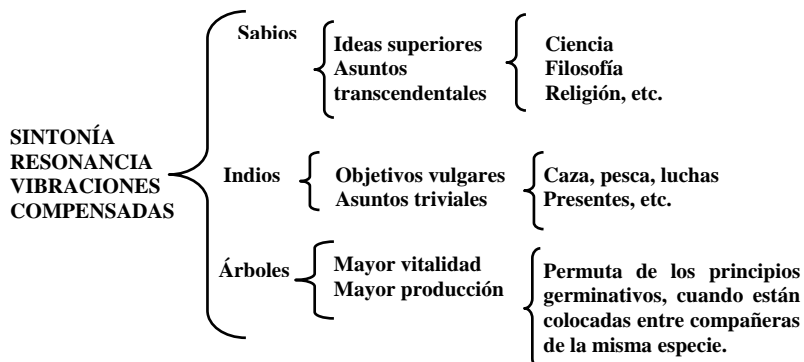 SINTONÍA
RESONANCIA
VIBRACIONES
COMPENSADAS
Sabios
Ideas superiores
Asuntos
transcendentales
Ciencia
Filosofía
Religión, etc.
Indios
Objetivos vulgares
Asuntos triviales
Caza, pesca, luchas
Presentes, etc.
Árboles
Mayor vitalidad
Mayor producción
Permuta de los principios
germinativos, cuando están
colocadas entre compañeras
de la misma especie.